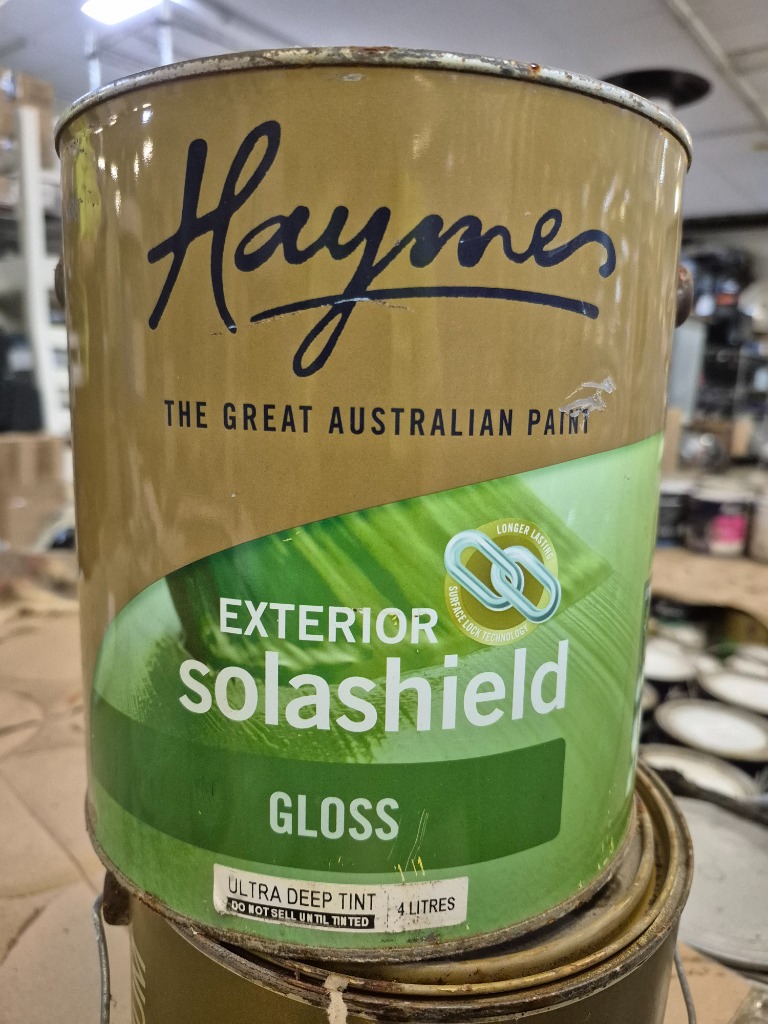 Haymes
THE GREAT AUSTRALIAN PAINT
LONGER LASTING
SURFACE LOCK TECHNOLOGY
EXTERIOR
solashield
GLOSS
ULTRA DEEP TINT
DO NOT SELL UNTIL TINTED
4 LITRES